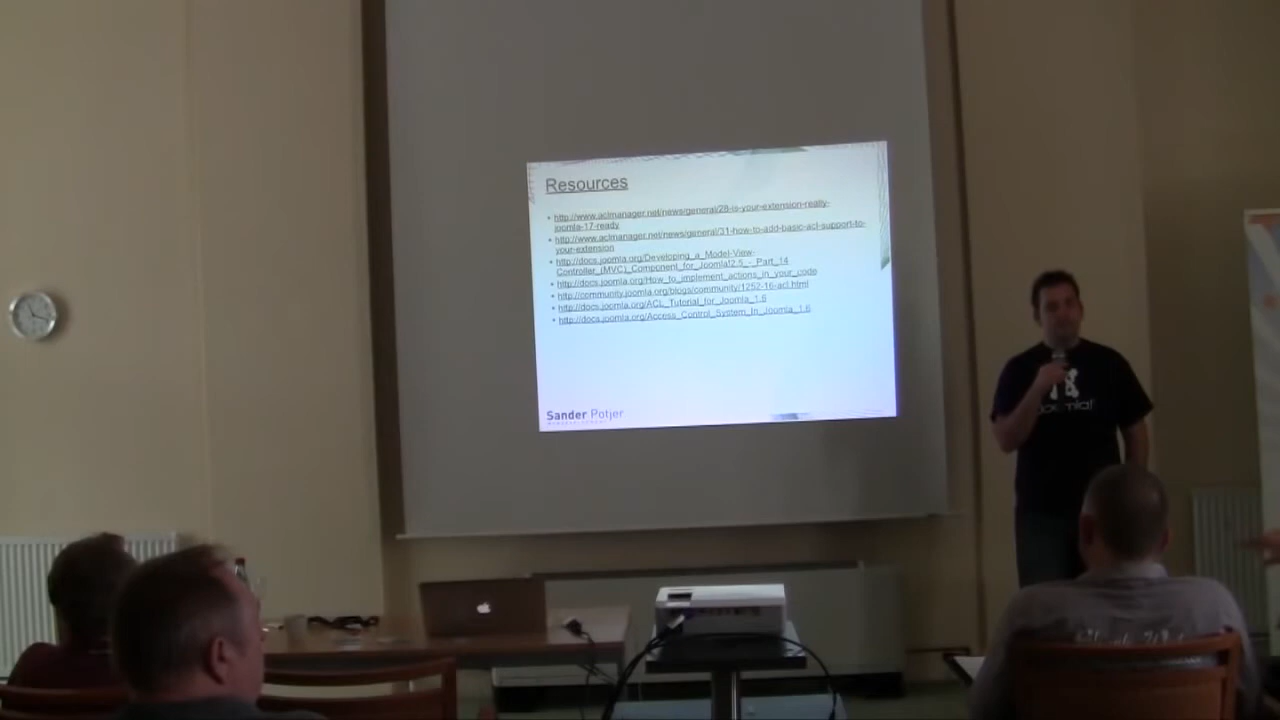 Resources
http://www.aclmanager.net/news/general/28-is-your-extension-really-
joomla-17-ready
http://www.aclmanager.net/news/general/31-how-to-add-basic-acl-support-to-
your-extension
http://docs.joomla.org/Developing_a_Model-View-
Controller_(MVC)_Component_for_Joomla!2.5_-_Part_14
http://docs.joomla.org/How_to_implement_actions_in_your_code
http://community.joomla.org/blogs/community/1252-16-acl.html
http://docs.joomla.org/ACL_Tutorial_for_Joomla_1.6
http://docs.joomla.org/Access_Control_System_In_Joomla_1.6
Sander Potjer
Joomla!